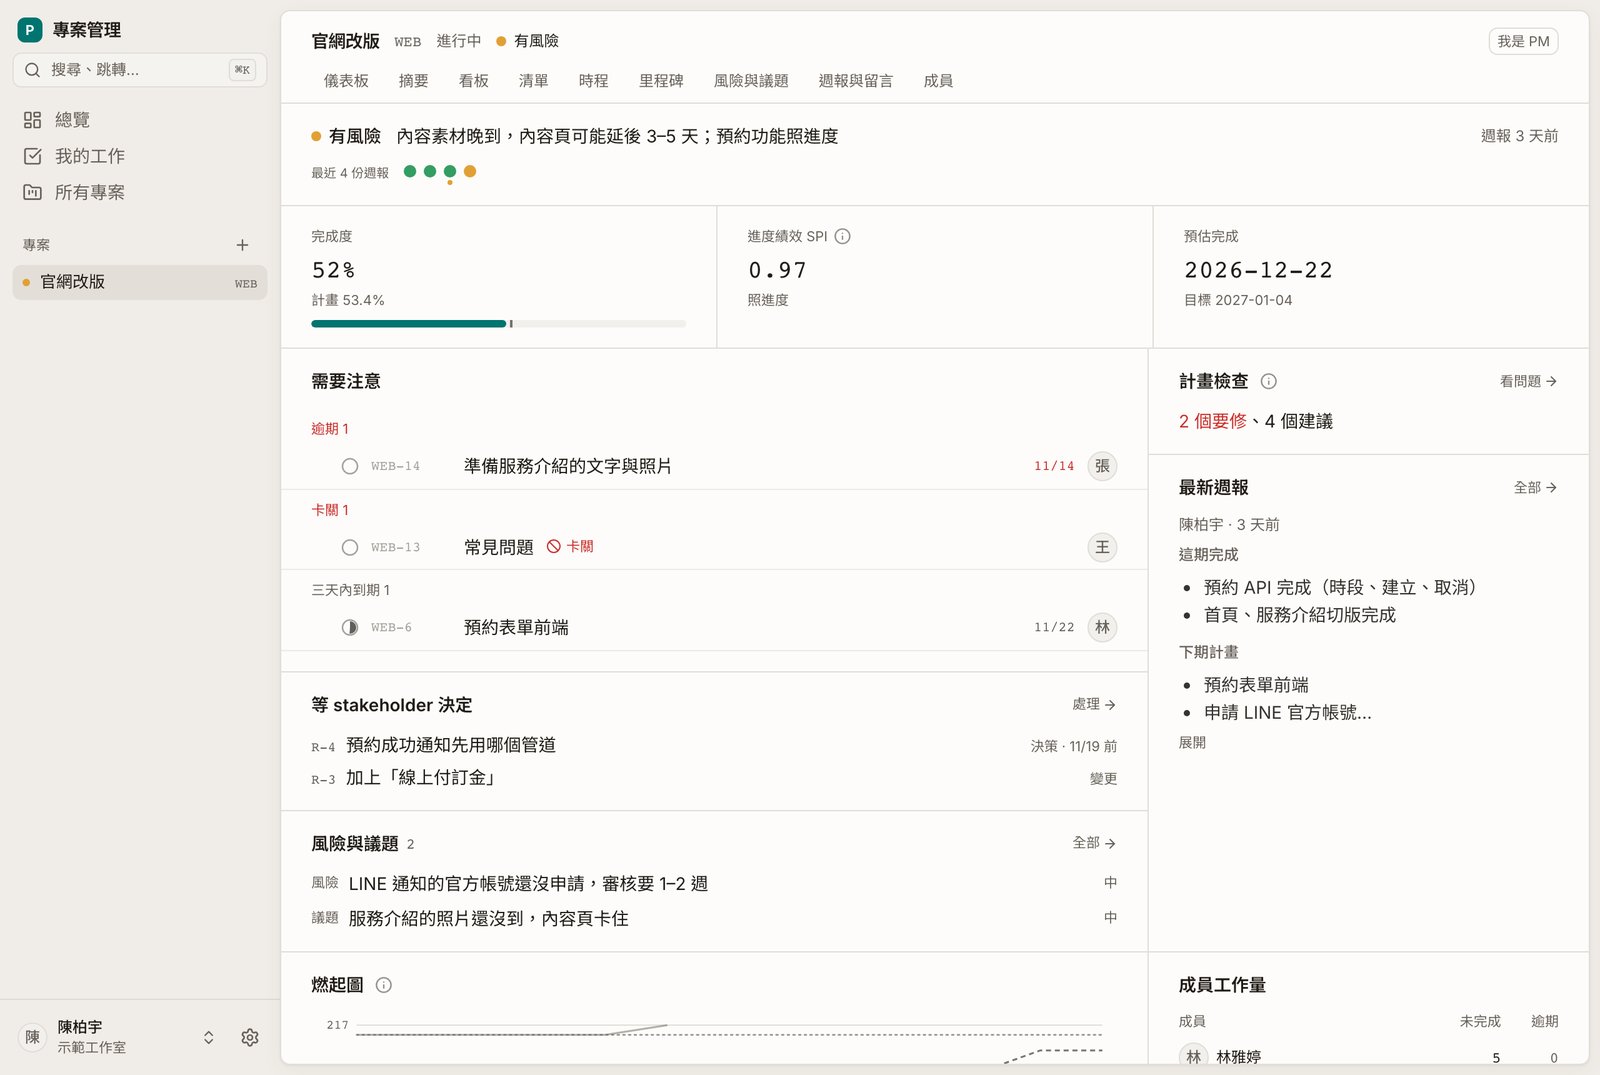 P 專案管理
搜尋、跳轉... ⌘K
總覽
我的工作
所有專案
專案 +
官網改版 WEB
陳 陳柏宇
示範工作室
官網改版 WEB 進行中 有風險 我是 PM
儀表板 摘要 看板 清單 時程 里程碑 風險與議題 週報與留言 成員
有風險 內容素材晚到，內容頁可能延後 3–5 天；預約功能照進度 週報 3 天前
最近 4 份週報
完成度
52%
計畫 53.4%
進度績效 SPI
0.97
照進度
預估完成
2026-12-22
目標 2027-01-04
需要注意
逾期 1
WEB-14 準備服務介紹的文字與照片 11/14 張
卡關 1
WEB-13 常見問題 卡關 王
三天內到期 1
WEB-6 預約表單前端 11/22 林
等 stakeholder 決定 處理 →
R-4 預約成功通知先用哪個管道 決策 · 11/19 前
R-3 加上「線上付訂金」 變更
風險與議題 2 全部 →
風險 LINE 通知的官方帳號還沒申請，審核要 1–2 週 中
議題 服務介紹的照片還沒到，內容頁卡住 中
燃起圖
217
計畫檢查 看問題 →
2 個要修、4 個建議
最新週報 全部 →
陳柏宇 · 3 天前
這期完成
• 預約 API 完成（時段、建立、取消）
• 首頁、服務介紹切版完成
下期計畫
• 預約表單前端
• 申請 LINE 官方帳號...
展開
成員工作量
成員 未完成 逾期
林 林雅婷 5 0